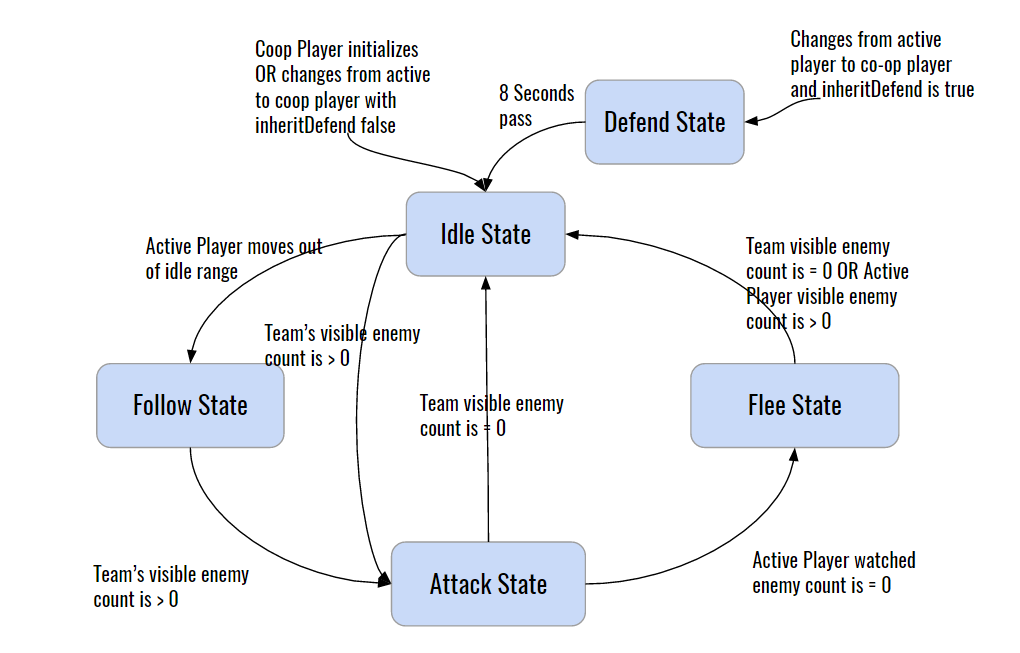 Coop Player initializes
OR changes from active
to coop player with
inheritDefend false
8 Seconds
pass
Defend State
Changes from active
player to co-op player
and inheritDefend is true
Idle State
Active Player moves out
of idle range
Team visible enemy
count is = 0 OR Active
Player visible enemy
count is > 0
Team’s visible enemy
count is > 0
Follow State
Team visible enemy
count is = 0
Flee State
Team’s visible enemy
count is > 0
Attack State
Active Player watched
enemy count is = 0